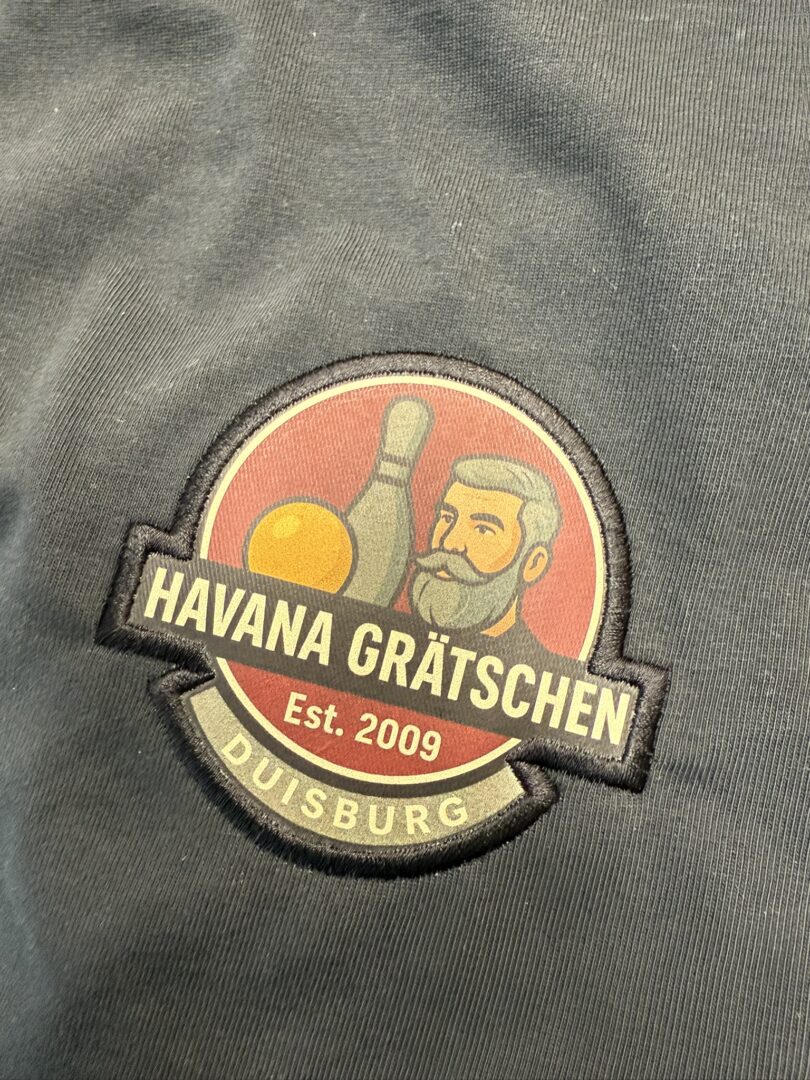 HAVANA GRÄTSCHEN
Est. 2009
DUISBURG